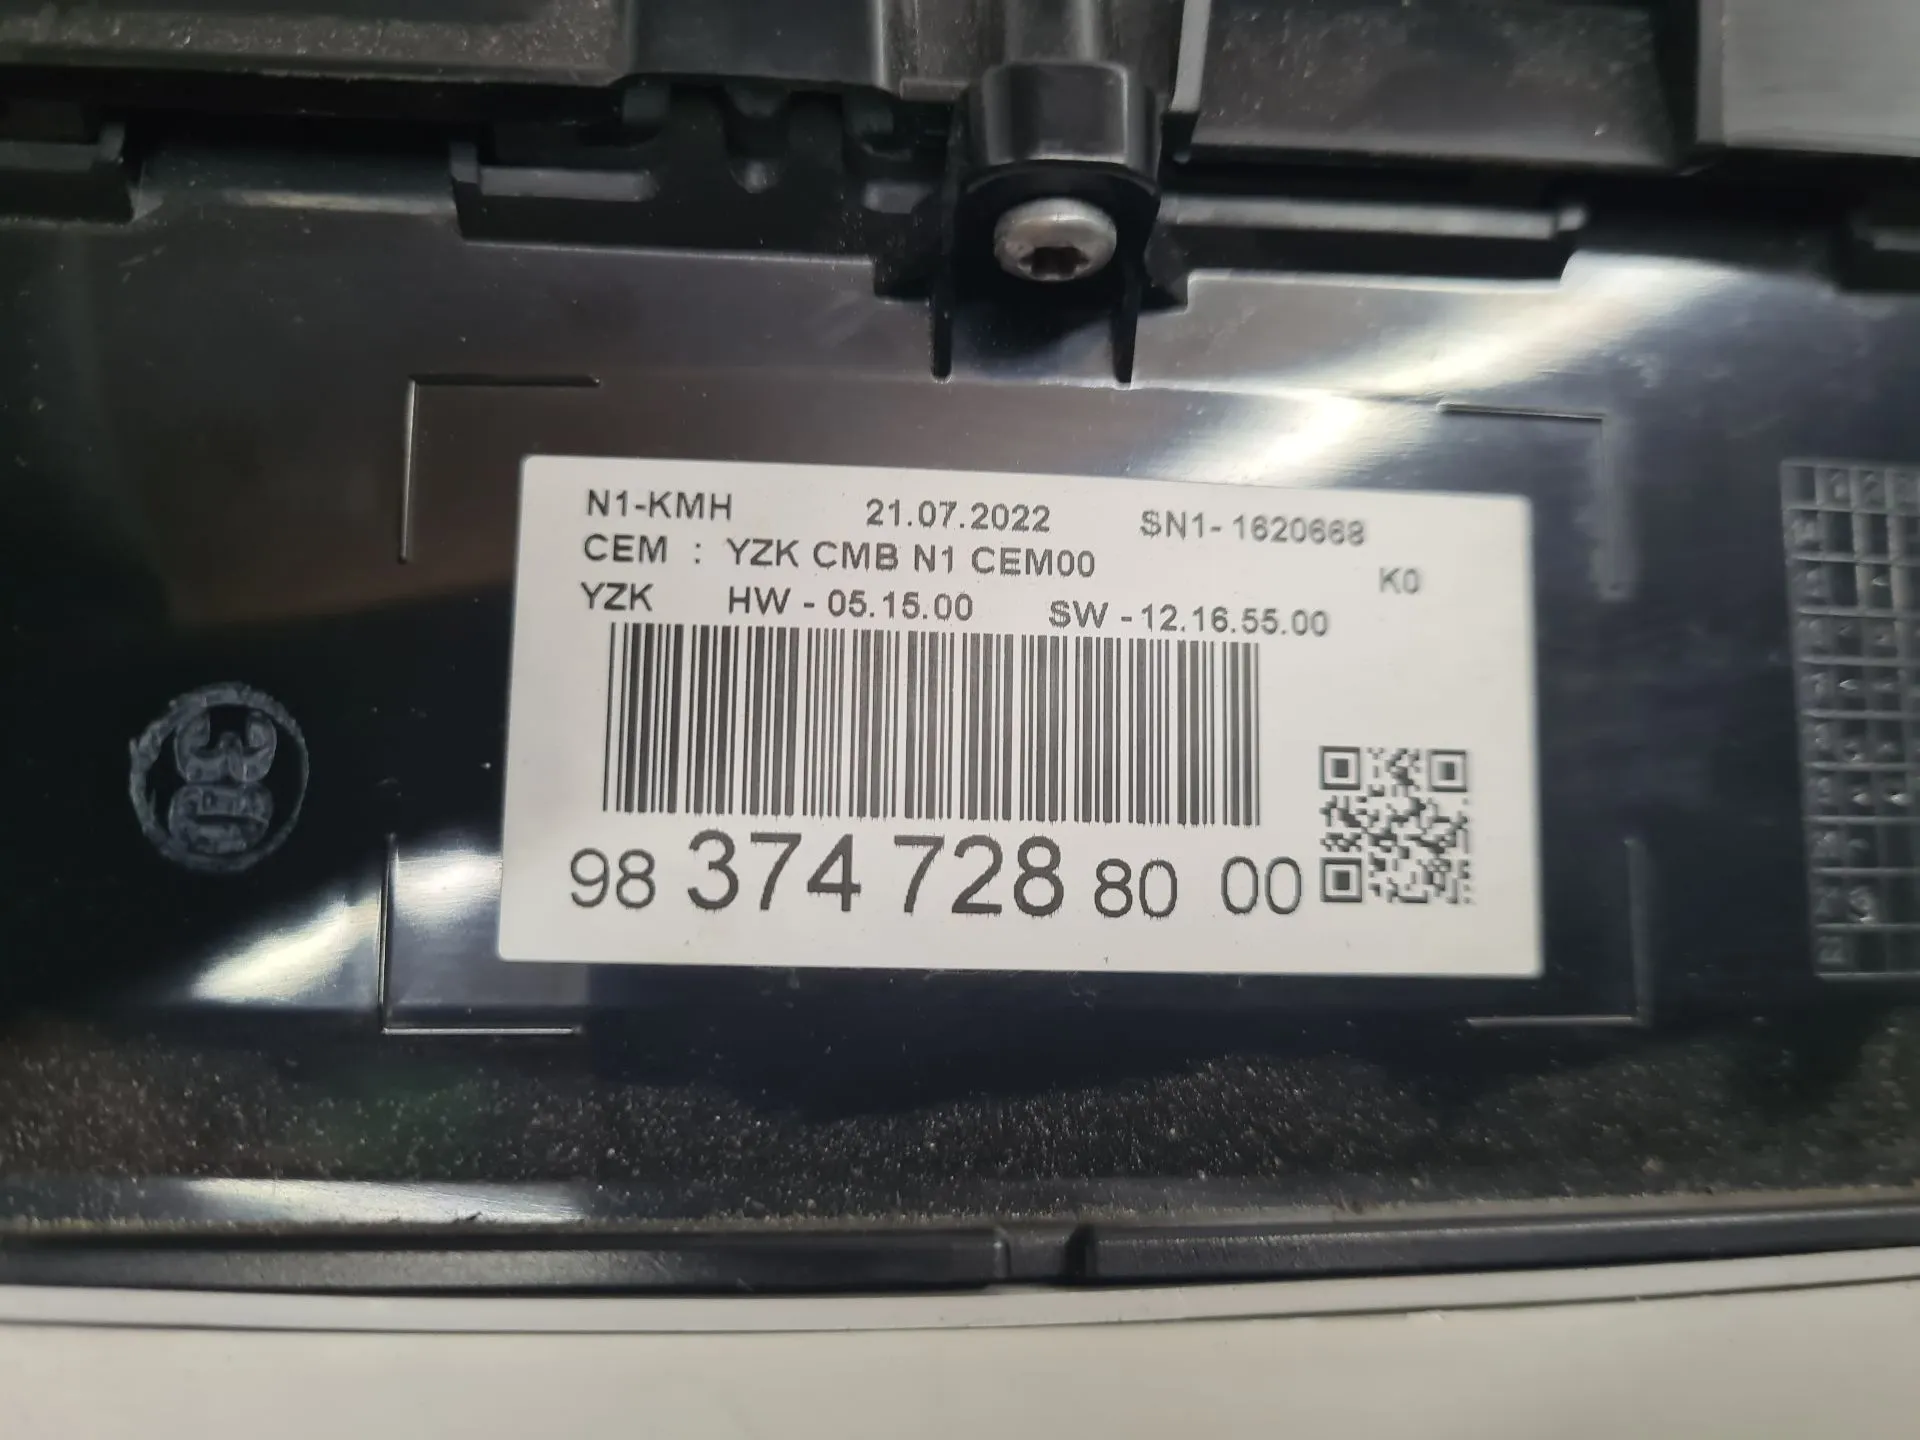 N1-KMH 21.07.2022 SN1-1620668
CEM : YZK CMB N1 CEM00 K0
YZK HW - 05.15.00 SW - 12.16.55.00
98 374 728 80 00
30